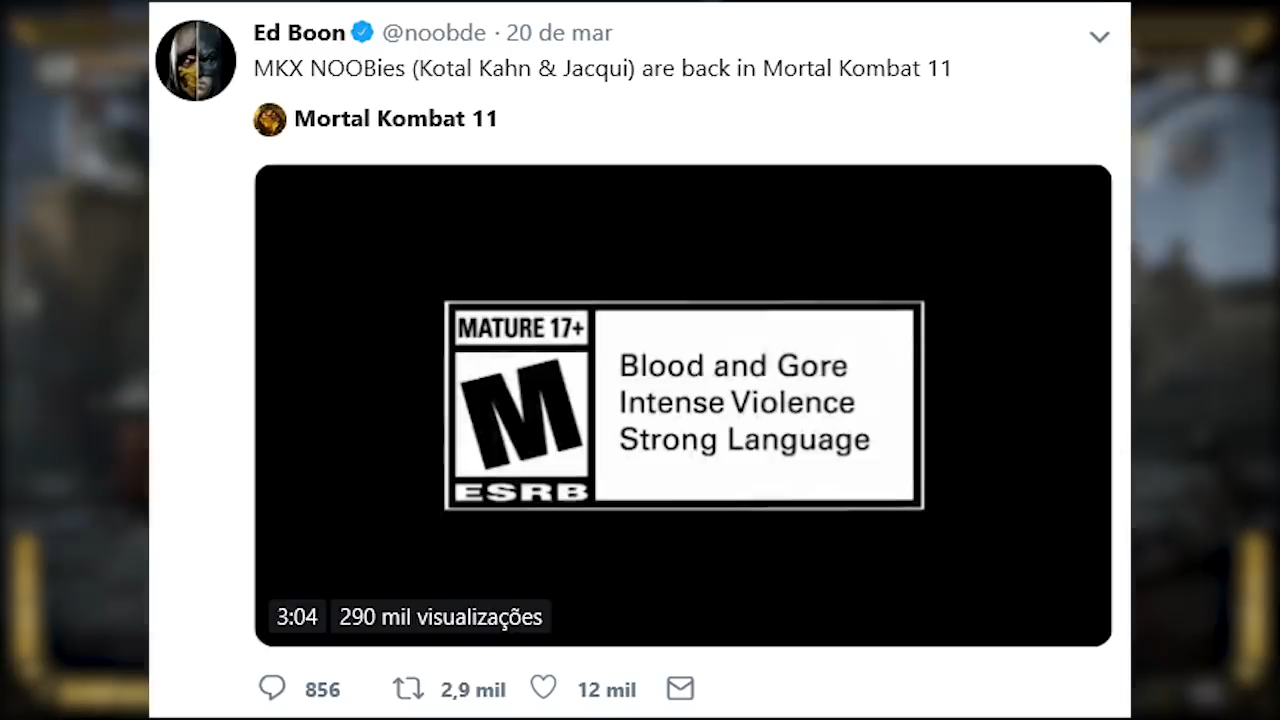 Ed Boon @noobde · 20 de mar
MKX NOOBies (Kotal Kahn & Jacqui) are back in Mortal Kombat 11
Mortal Kombat 11
MATURE 17+
M
ESRB
Blood and Gore
Intense Violence
Strong Language
3:04 290 mil visualizações
856 2,9 mil 12 mil